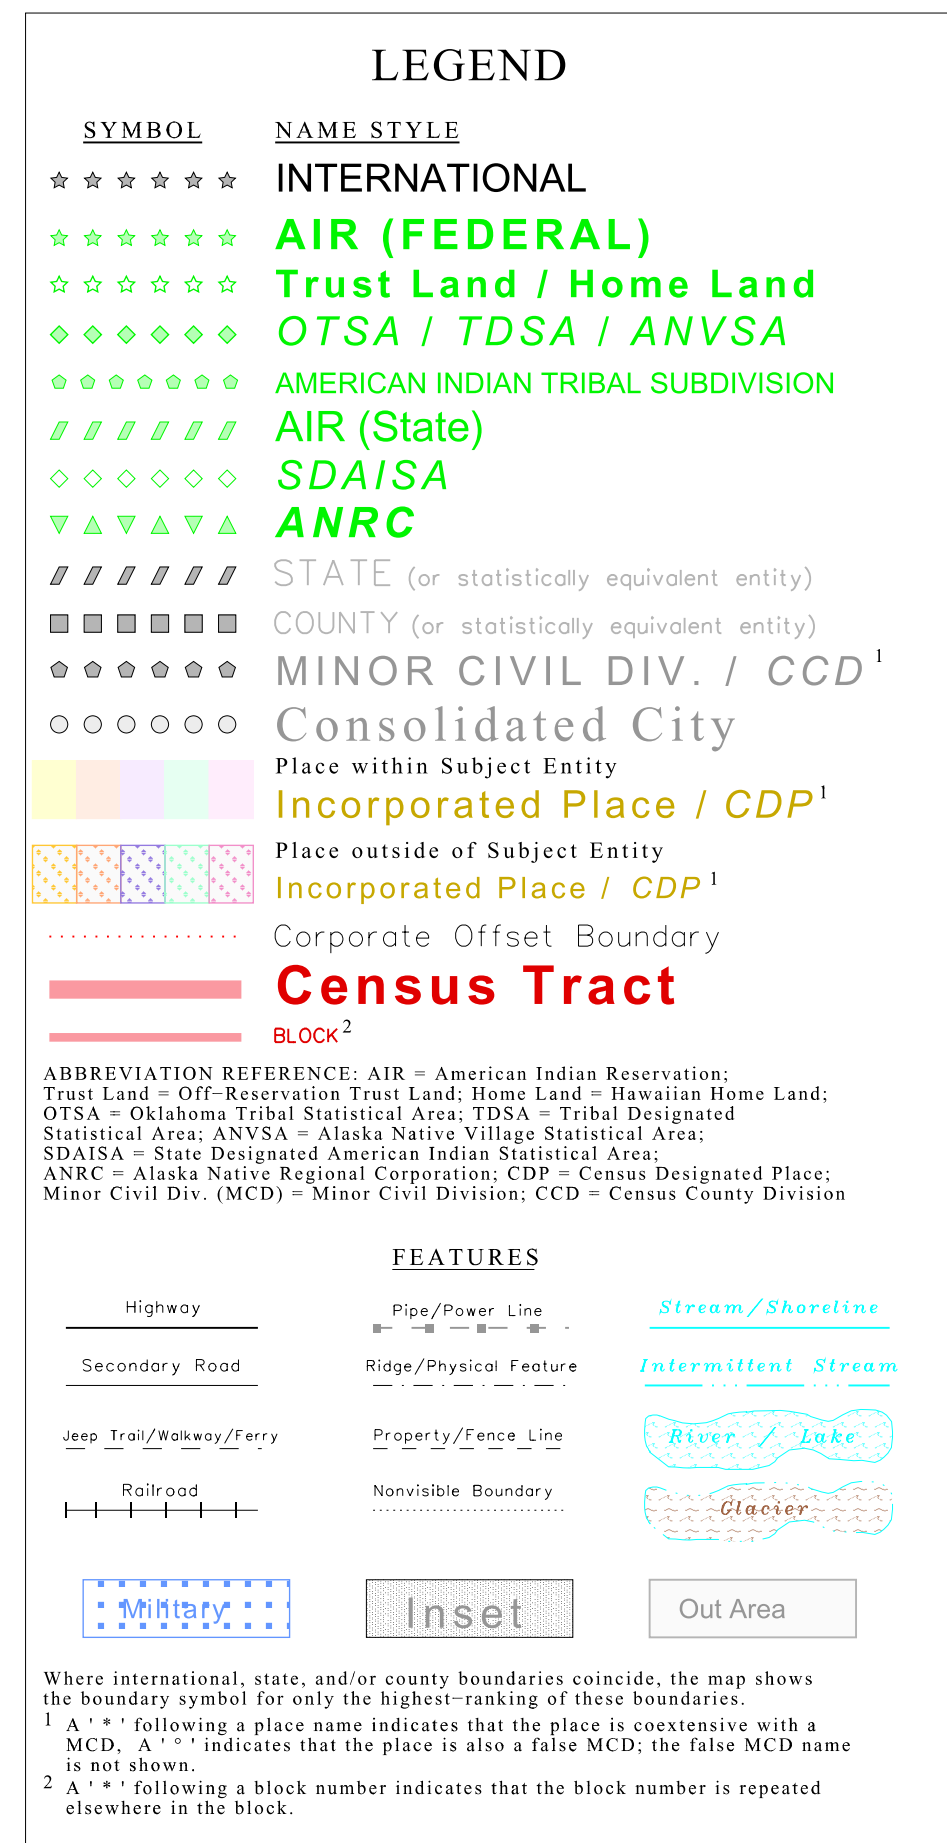 LEGEND
SYMBOL NAME STYLE
INTERNATIONAL
AIR (FEDERAL)
Trust Land / Home Land
OTSA / TDSA / ANVSA
AMERICAN INDIAN TRIBAL SUBDIVISION
AIR (State)
SDAISA
ANRC
STATE (or statistically equivalent entity)
COUNTY (or statistically equivalent entity)
MINOR CIVIL DIV. / CCD 1
Consolidated City
Place within Subject Entity
Incorporated Place / CDP 1
Place outside of Subject Entity
Incorporated Place / CDP 1
Corporate Offset Boundary
Census Tract
BLOCK 2
ABBREVIATION REFERENCE: AIR = American Indian Reservation;
Trust Land = Off−Reservation Trust Land; Home Land = Hawaiian Home Land;
OTSA = Oklahoma Tribal Statistical Area; TDSA = Tribal Designated
Statistical Area; ANVSA = Alaska Native Village Statistical Area;
SDAISA = State Designated American Indian Statistical Area;
ANRC = Alaska Native Regional Corporation; CDP = Census Designated Place;
Minor Civil Div. (MCD) = Minor Civil Division; CCD = Census County Division
FEATURES
Highway
Secondary Road
Jeep Trail/Walkway/Ferry
Railroad
Pipe/Power Line
Ridge/Physical Feature
Property/Fence Line
Nonvisible Boundary
Stream/Shoreline
Intermittent Stream
River / Lake
Glacier
Military
Inset
Out Area
Where international, state, and/or county boundaries coincide, the map shows
the boundary symbol for only the highest−ranking of these boundaries.
1 A ' * ' following a place name indicates that the place is coextensive with a
MCD, A ' ° ' indicates that the place is also a false MCD; the false MCD name
is not shown.
2 A ' * ' following a block number indicates that the block number is repeated
elsewhere in the block.